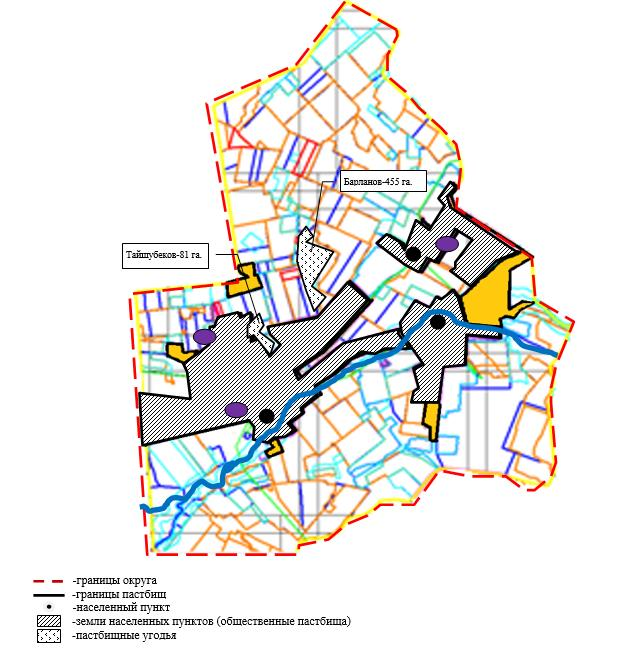 Барланов-455 га.
Тайшубеков-81 га.
-границы округа
-границы пастбищ
-населенный пункт
-земли населенных пунктов (общественные пастбища)
-пастбищные угодья